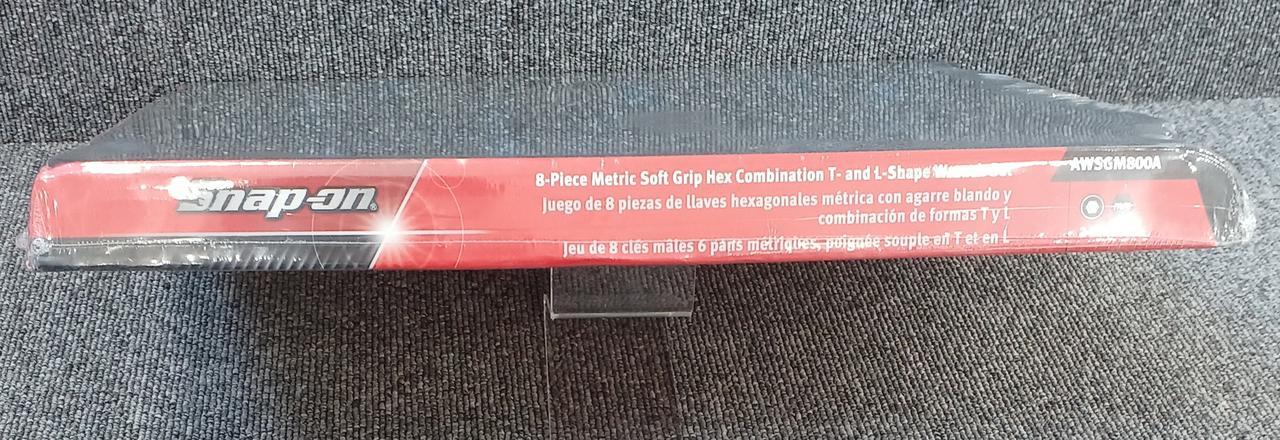 Snap-on®
8-Piece Metric Soft Grip Hex Combination T- and L-Shape
Juego de 8 piezas de llaves hexagonales métrica con agarre blando y
combinación de formas T y L
Jeu de 8 clés mâles 6 pans métriques, poignée souple en T et en L
AWSGM800A